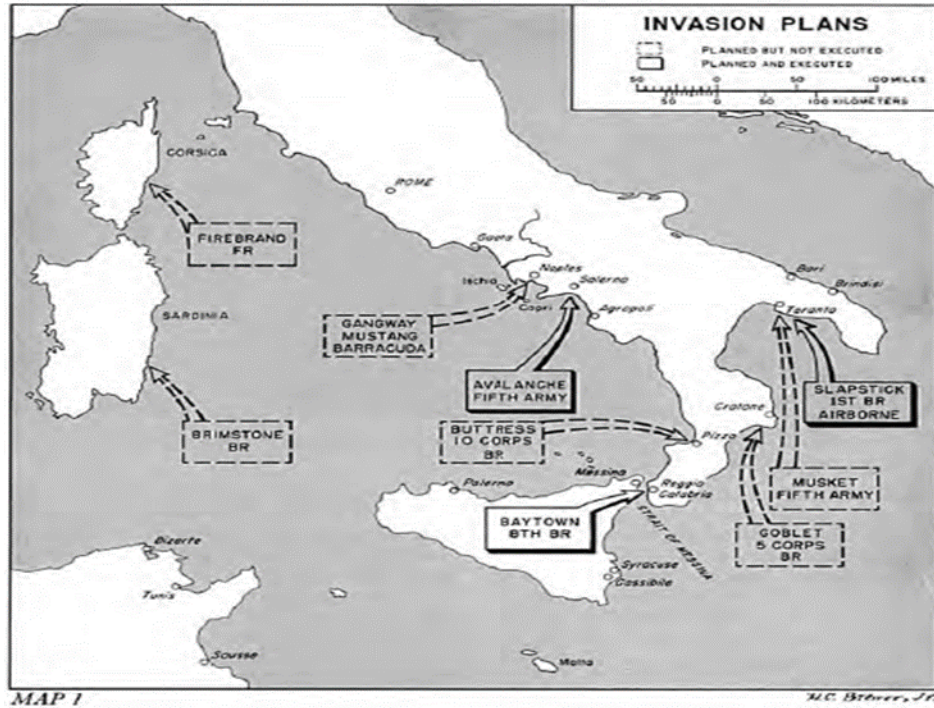 INVASION PLANS
PLANNED BUT NOT EXECUTED
PLANNED AND EXECUTED
50 0 50 100 MILES
50 0 50 100 KILOMETERS
CORSICA
ROME
FIREBRAND
FR
Gaeta
Naples
Ischia
Salerno
Capri
Agropoli
Bari
Brindisi
Taranto
SARDINIA
GANGWAY
MUSTANG
BARRACUDA
AVALANCHE
FIFTH ARMY
SLAPSTICK
1ST BR
AIRBORNE
BRIMSTONE
BR
BUTTRESS
10 CORPS
BR
Pizzo
Crotone
MUSKET
FIFTH ARMY
Messina
Reggio
Calabria
Palermo
BAYTOWN
8TH BR
STRAIT OF MESSINA
GOBLET
5 CORPS
BR
Bizerte
Tunis
Syracuse
Cassibile
Sousse
Malta
MAP 1
H.C. Brewer, Jr.